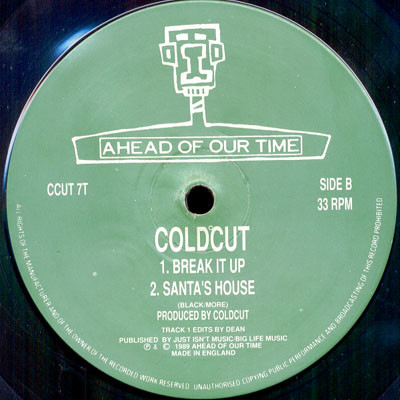 AHEAD OF OUR TIME
CCUT 7T
SIDE B
33 RPM
COLDCUT
1. BREAK IT UP
2. SANTA'S HOUSE
(BLACK/MORE)
PRODUCED BY COLDCUT
TRACK 1 EDITS BY DEAN
PUBLISHED BY JUST ISN'T MUSIC/BIG LIFE MUSIC
℗ & © 1989 AHEAD OF OUR TIME
MADE IN ENGLAND
ALL RIGHTS OF THE MANUFACTURER AND OF THE OWNER OF THE RECORDED WORK RESERVED. UNAUTHORISED COPYING PUBLIC PERFORMANCE AND BROADCASTING OF THIS RECORD PROHIBITED